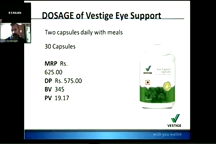 DOSAGE of Vestige Eye Support
Two capsules daily with meals
30 Capsules
MRP Rs.
625.00
DP Rs. 575.00
BV 345
PV 19.17
VESTIGE
VESTIGE